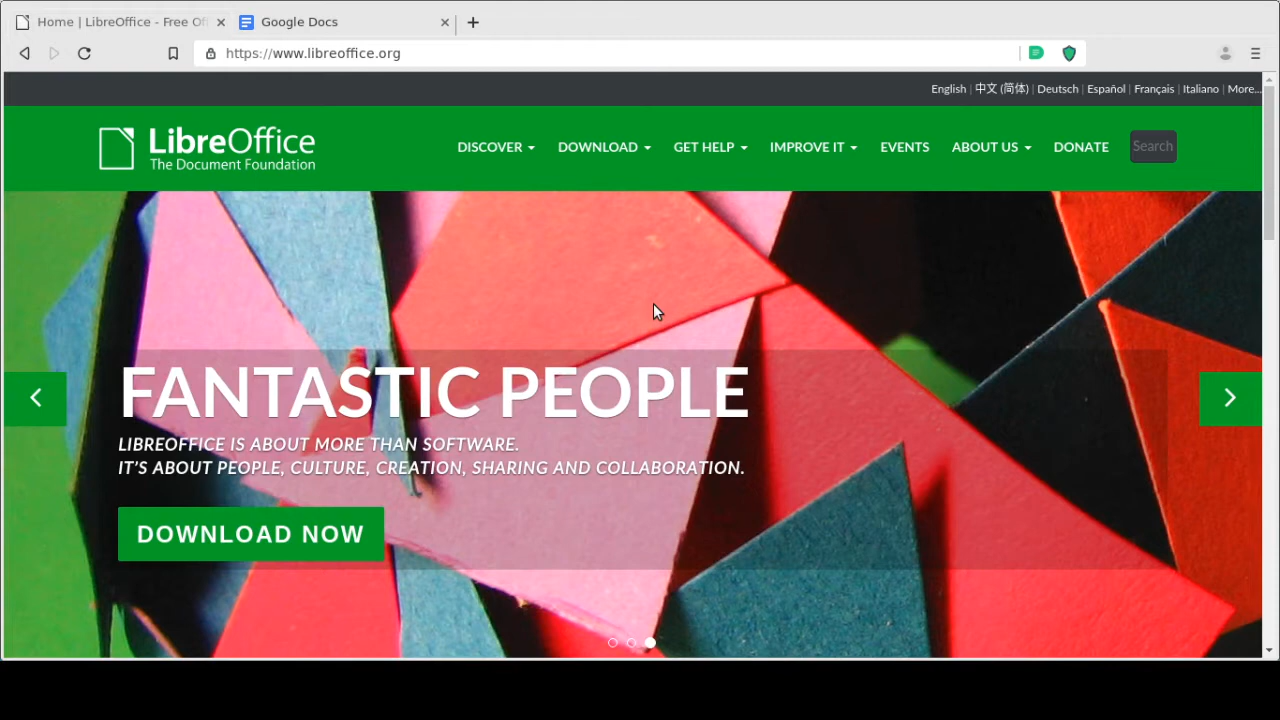 Home | LibreOffice - Free Of
Google Docs
https://www.libreoffice.org
English | 中文 (简体) | Deutsch | Español | Français | Italiano | More...
LibreOffice
The Document Foundation
DISCOVER DOWNLOAD GET HELP IMPROVE IT EVENTS ABOUT US DONATE Search
FANTASTIC PEOPLE
LIBREOFFICE IS ABOUT MORE THAN SOFTWARE.
IT'S ABOUT PEOPLE, CULTURE, CREATION, SHARING AND COLLABORATION.
DOWNLOAD NOW